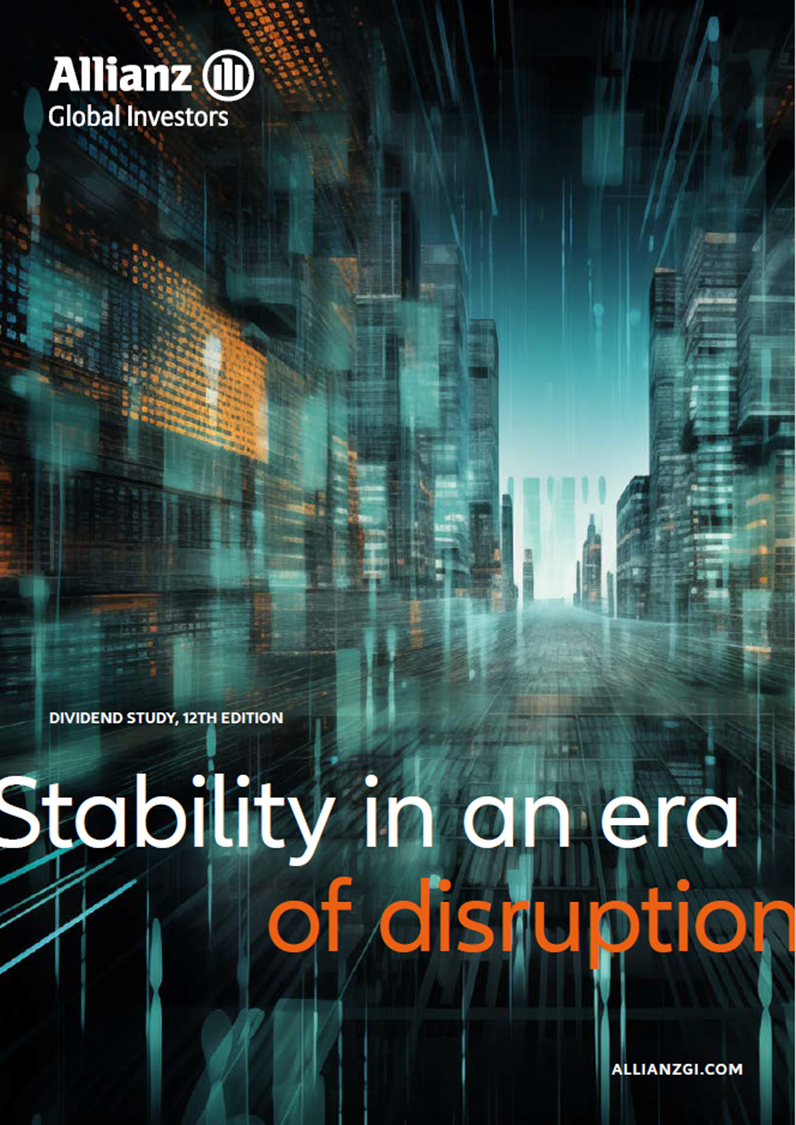 Allianz
Global Investors
DIVIDEND STUDY, 12TH EDITION
Stability in an era
of disruption
ALLIANZGI.COM